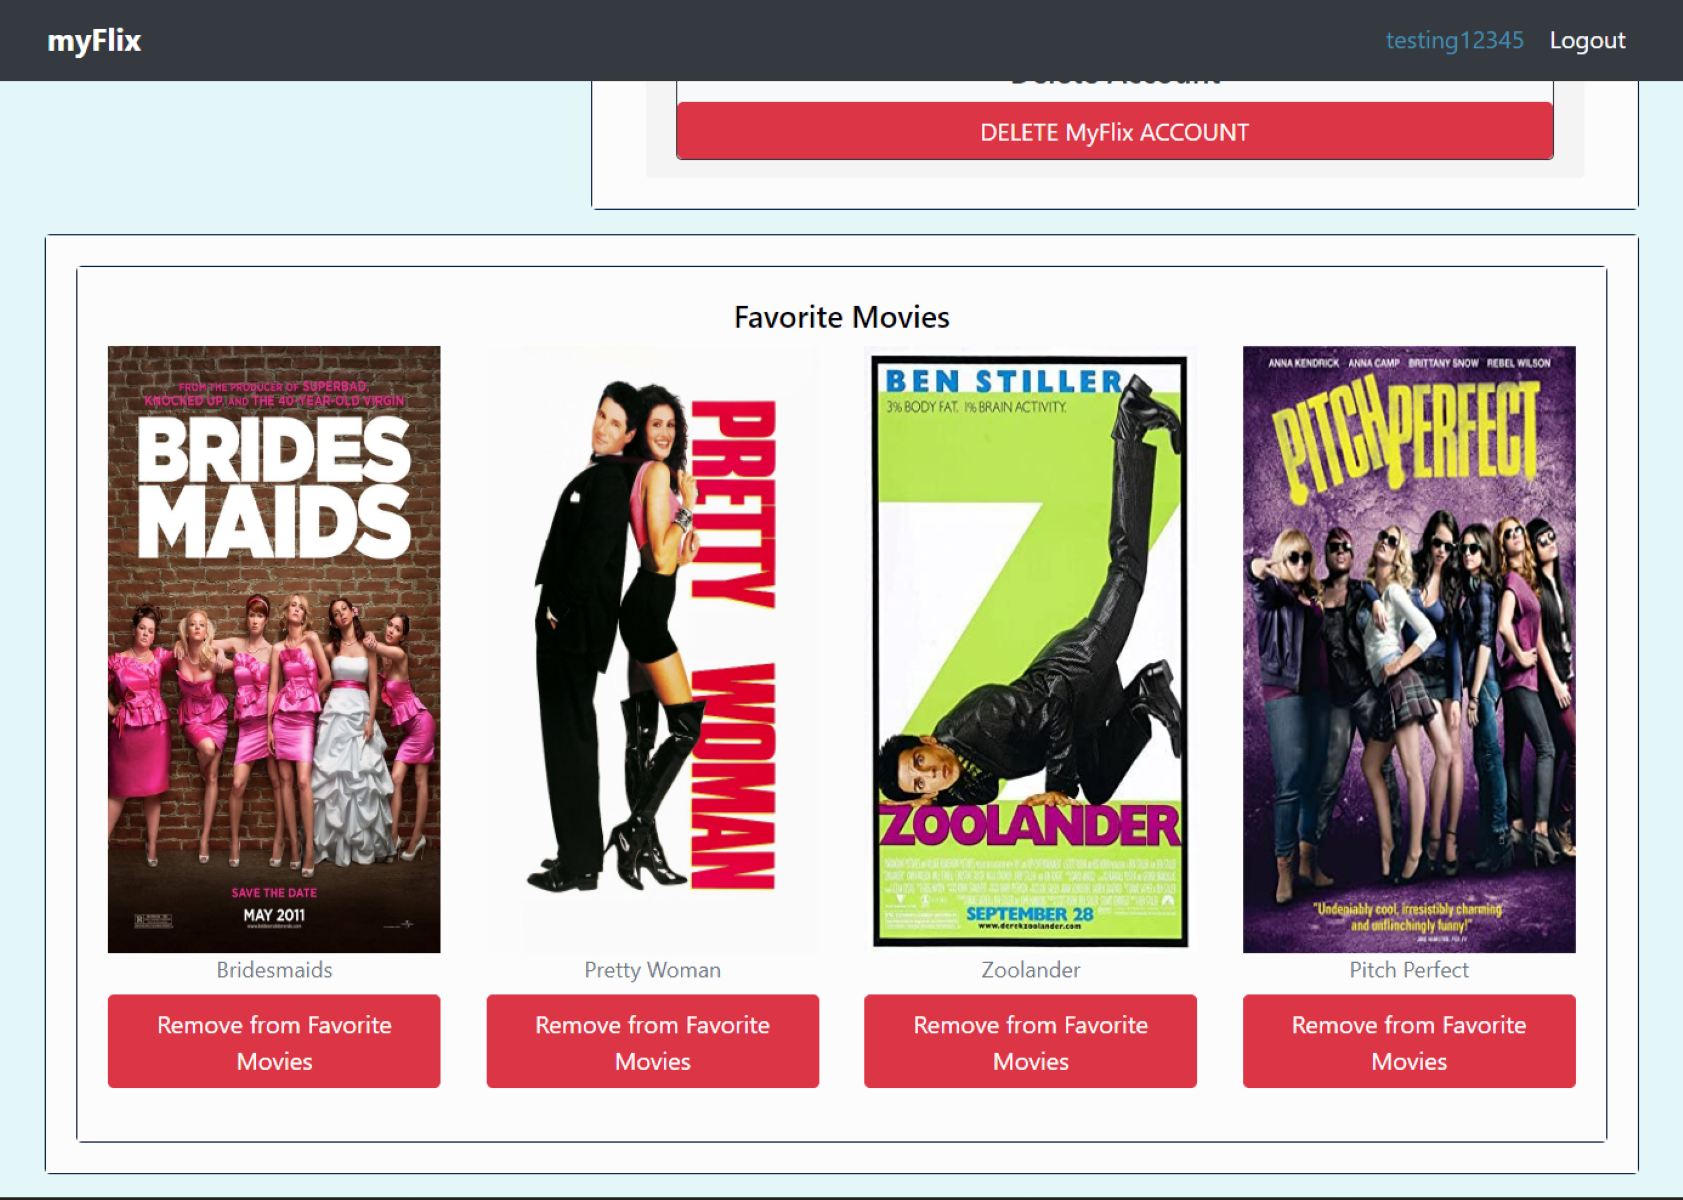 myFlix
testing12345 Logout
Delete Account
DELETE MyFlix ACCOUNT
Favorite Movies
FROM THE PRODUCER OF SUPERBAD,
KNOCKED UP, AND THE 40-YEAR-OLD VIRGIN
BRIDES
MAIDS
SAVE THE DATE
MAY 2011
PRETTY WOMAN
BEN STILLER
3% BODY FAT. 1% BRAIN ACTIVITY.
ZOOLANDER
SEPTEMBER 28
www.derekzoolander.com
ANNA KENDRICK ANNA CAMP BRITTANY SNOW REBEL WILSON
PITCH PERFECT
"Undeniably cool, irresistibly charming
and unflinchingly funny!"
Bridesmaids
Pretty Woman
Zoolander
Pitch Perfect
Remove from Favorite
Movies
Remove from Favorite
Movies
Remove from Favorite
Movies
Remove from Favorite
Movies